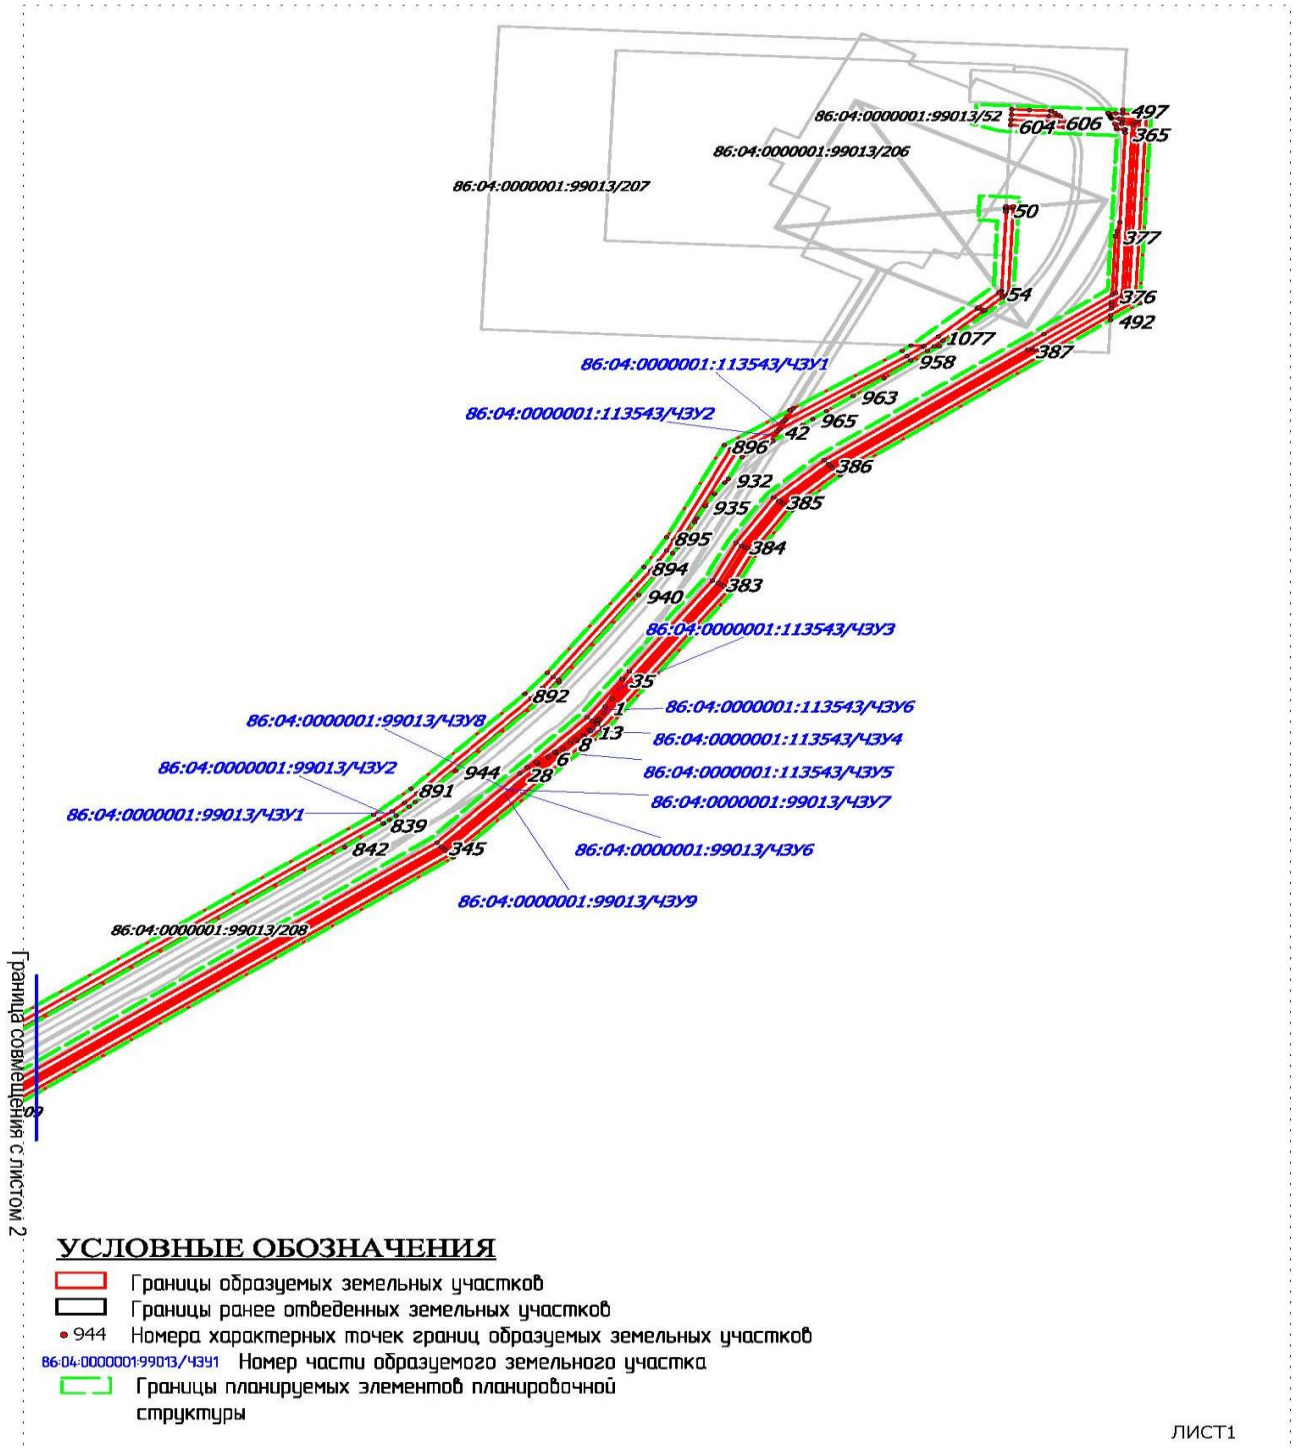 497
86:04:0000001:99013/52
604
606
365
86:04:0000001:99013/206
86:04:0000001:99013/207
50
377
54
376
492
1077
387
958
86:04:0000001:113543/ЧЗУ1
963
86:04:0000001:113543/ЧЗУ2
965
42
896
386
932
385
935
895
384
894
383
940
86:04:0000001:113543/ЧЗУ3
35
892
86:04:0000001:113543/ЧЗУ6
1
86:04:0000001:99013/ЧЗУ8
13
86:04:0000001:113543/ЧЗУ4
8
6
86:04:0000001:99013/ЧЗУ2
944
28
86:04:0000001:113543/ЧЗУ5
891
86:04:0000001:99013/ЧЗУ7
86:04:0000001:99013/ЧЗУ1
839
842
345
86:04:0000001:99013/ЧЗУ6
86:04:0000001:99013/ЧЗУ9
86:04:0000001:99013/208
Граница совмещения с листом 2
09
УСЛОВНЫЕ ОБОЗНАЧЕНИЯ
Границы образуемых земельных участков
Границы ранее отведенных земельных участков
944 Номера характерных точек границ образуемых земельных участков
86:04:0000001:99013/ЧЗУ1 Номер части образуемого земельного участка
Границы планируемых элементов планировочной
структуры
ЛИСТ1